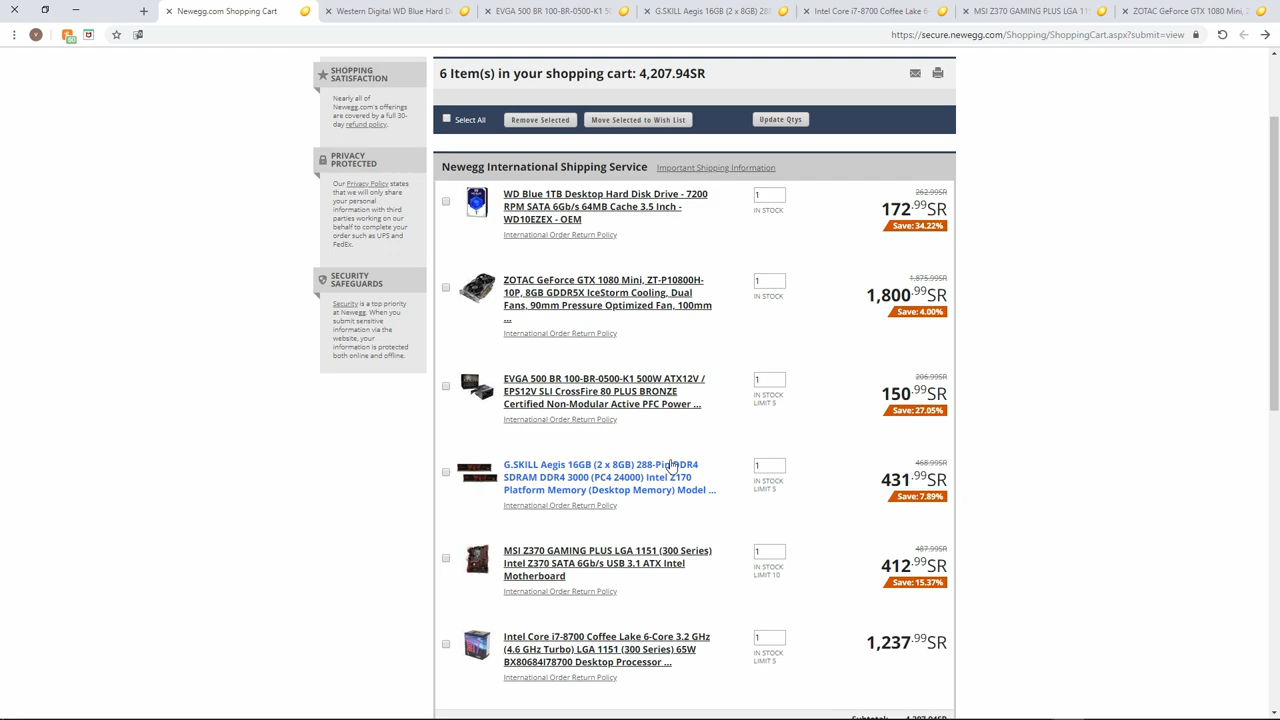 Newegg.com Shopping Cart
Western Digital WD Blue Hard D
EVGA 500 BR 100-BR-0500-K1 50
G.SKILL Aegis 16GB (2 x 8GB) 288
Intel Core i7-8700 Coffee Lake 6-
MSI Z370 GAMING PLUS LGA 115
ZOTAC GeForce GTX 1080 Mini, Z
https://secure.newegg.com/Shopping/ShoppingCart.aspx?submit=view
SHOPPING
SATISFACTION
Nearly all of
Newegg.com's offerings
are covered by a full 30-
day refund policy.
PRIVACY
PROTECTED
Our Privacy Policy states
that we will only share
your personal
information with third
parties working on our
behalf to complete your
order such as UPS and
FedEx.
SECURITY
SAFEGUARDS
Security is a top priority
at Newegg. When you
submit sensitive
information via the
website, your
information is protected
both online and offline.
6 Item(s) in your shopping cart: 4,207.94SR
Select All
Remove Selected
Move Selected to Wish List
Update Qtys
Newegg International Shipping Service
Important Shipping Information
WD Blue 1TB Desktop Hard Disk Drive - 7200
RPM SATA 6Gb/s 64MB Cache 3.5 Inch -
WD10EZEX - OEM
International Order Return Policy
1
IN STOCK
262.99SR
172.99SR
Save: 34.22%
ZOTAC GeForce GTX 1080 Mini, ZT-P10800H-
10P, 8GB GDDR5X IceStorm Cooling, Dual
Fans, 90mm Pressure Optimized Fan, 100mm
...
International Order Return Policy
1
IN STOCK
1,875.99SR
1,800.99SR
Save: 4.00%
EVGA 500 BR 100-BR-0500-K1 500W ATX12V /
EPS12V SLI CrossFire 80 PLUS BRONZE
Certified Non-Modular Active PFC Power ...
International Order Return Policy
1
IN STOCK
LIMIT 5
206.99SR
150.99SR
Save: 27.05%
G.SKILL Aegis 16GB (2 x 8GB) 288-Pin DDR4
SDRAM DDR4 3000 (PC4 24000) Intel Z170
Platform Memory (Desktop Memory) Model ...
International Order Return Policy
1
IN STOCK
LIMIT 5
468.99SR
431.99SR
Save: 7.89%
MSI Z370 GAMING PLUS LGA 1151 (300 Series)
Intel Z370 SATA 6Gb/s USB 3.1 ATX Intel
Motherboard
International Order Return Policy
1
IN STOCK
LIMIT 10
487.99SR
412.99SR
Save: 15.37%
Intel Core i7-8700 Coffee Lake 6-Core 3.2 GHz
(4.6 GHz Turbo) LGA 1151 (300 Series) 65W
BX80684I78700 Desktop Processor ...
International Order Return Policy
1
IN STOCK
LIMIT 5
1,237.99SR
Subtotal: 4,207.94SR